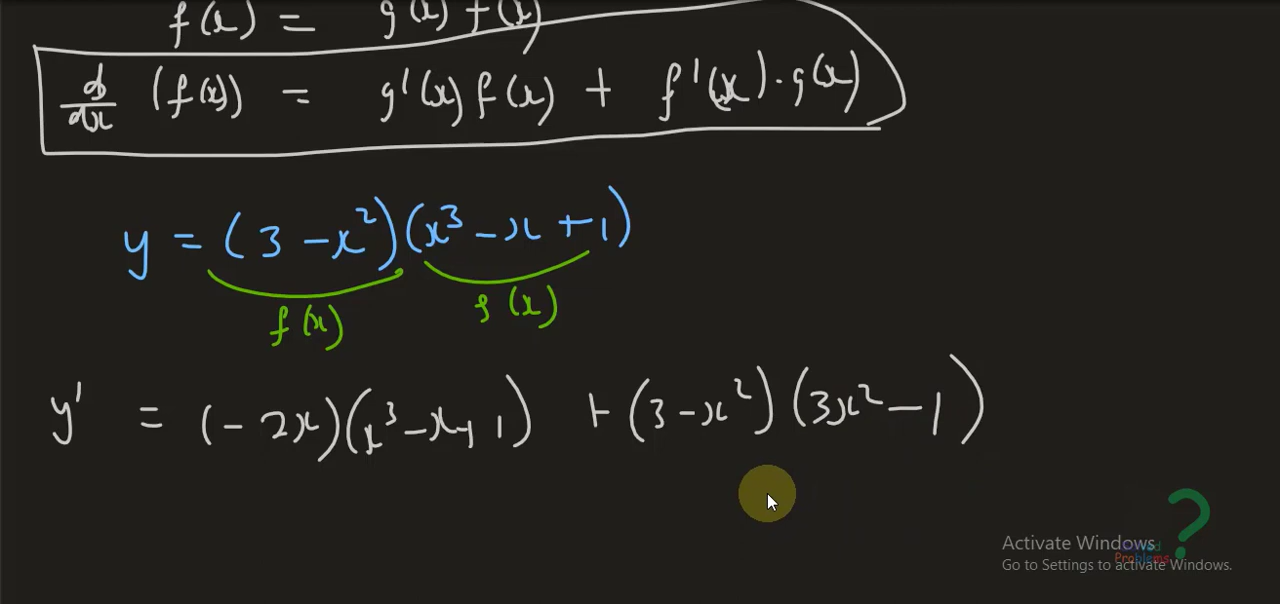 f(x) = g(x) f(x)
d/dx (f(x)) = g'(x) f(x) + f'(x) · g(x)
y = (3 - x²)(x³ - x + 1)
f(x) g(x)
y' = (-2x)(x³ - x + 1) + (3 - x²)(3x² - 1)
?
Activate Windows
Problems
Go to Settings to activate Windows.